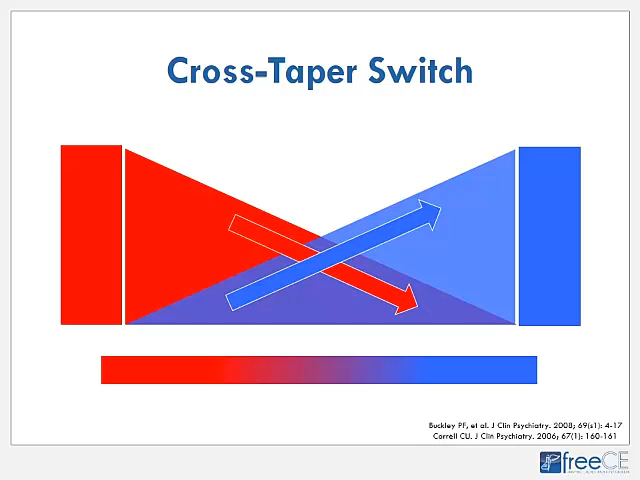 Cross-Taper Switch
Buckley PF, et al. J Clin Psychiatry. 2008; 69(s1): 4-17
Correll CU. J Clin Psychiatry. 2006; 67(1): 160-161
freeCE